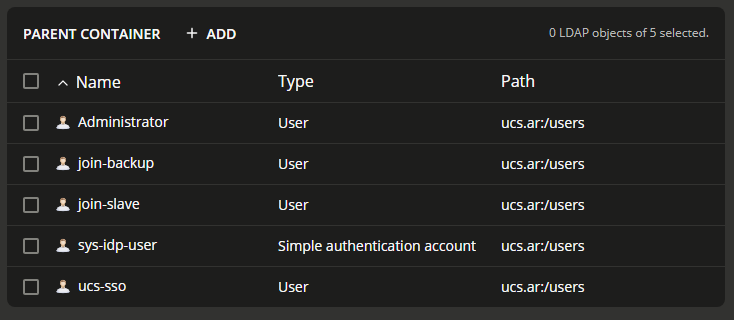 PARENT CONTAINER + ADD 0 LDAP objects of 5 selected.
Name Type Path
Administrator User ucs.ar:/users
join-backup User ucs.ar:/users
join-slave User ucs.ar:/users
sys-idp-user Simple authentication account ucs.ar:/users
ucs-sso User ucs.ar:/users